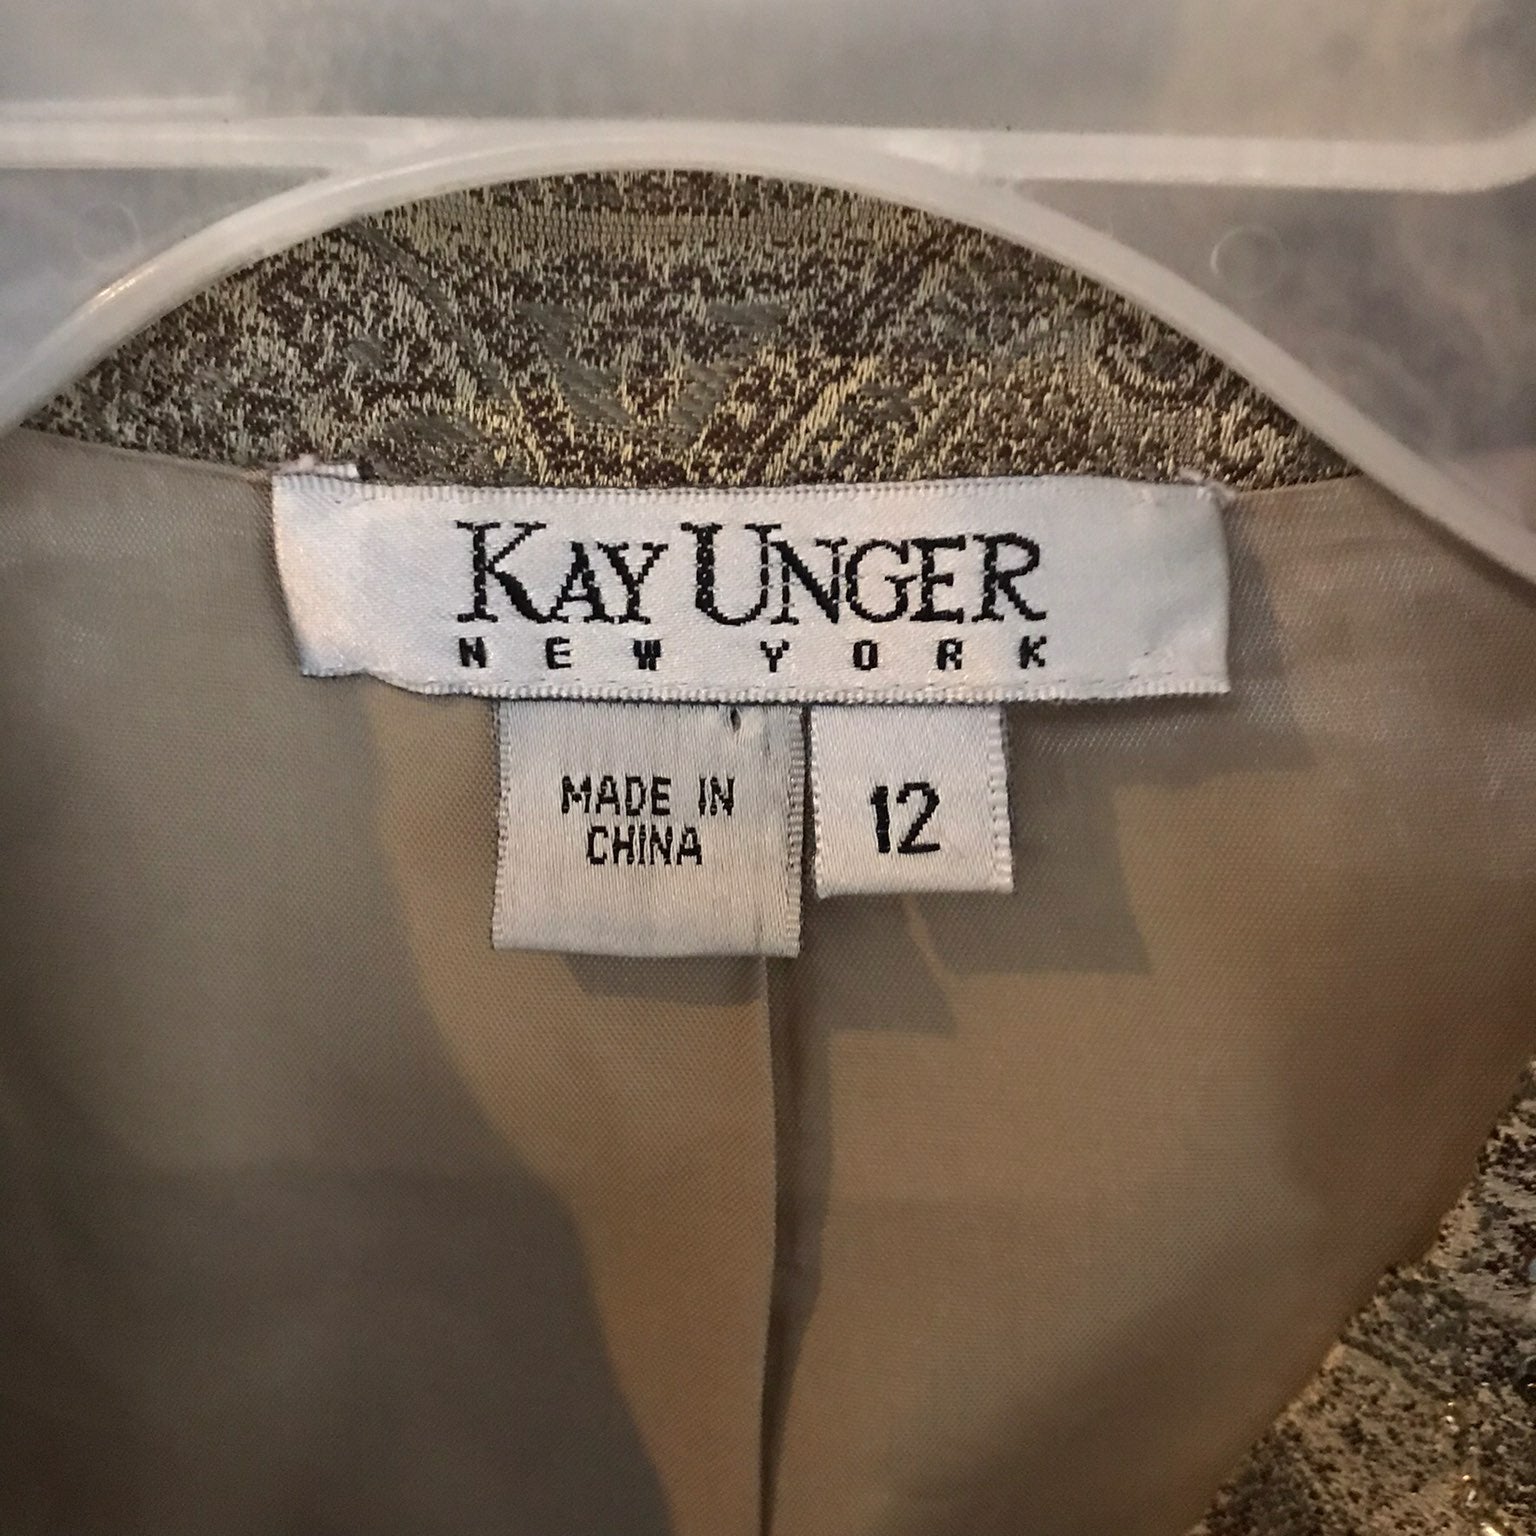 KAY UNGER
NEW YORK
MADE IN
CHINA
12